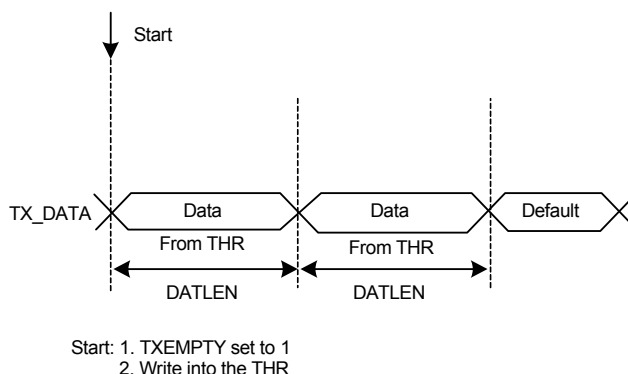 Start
TX_DATA
Data
Data
Default
From THR
From THR
DATLEN
DATLEN
Start: 1. TXEMPTY set to 1
2. Write into the THR